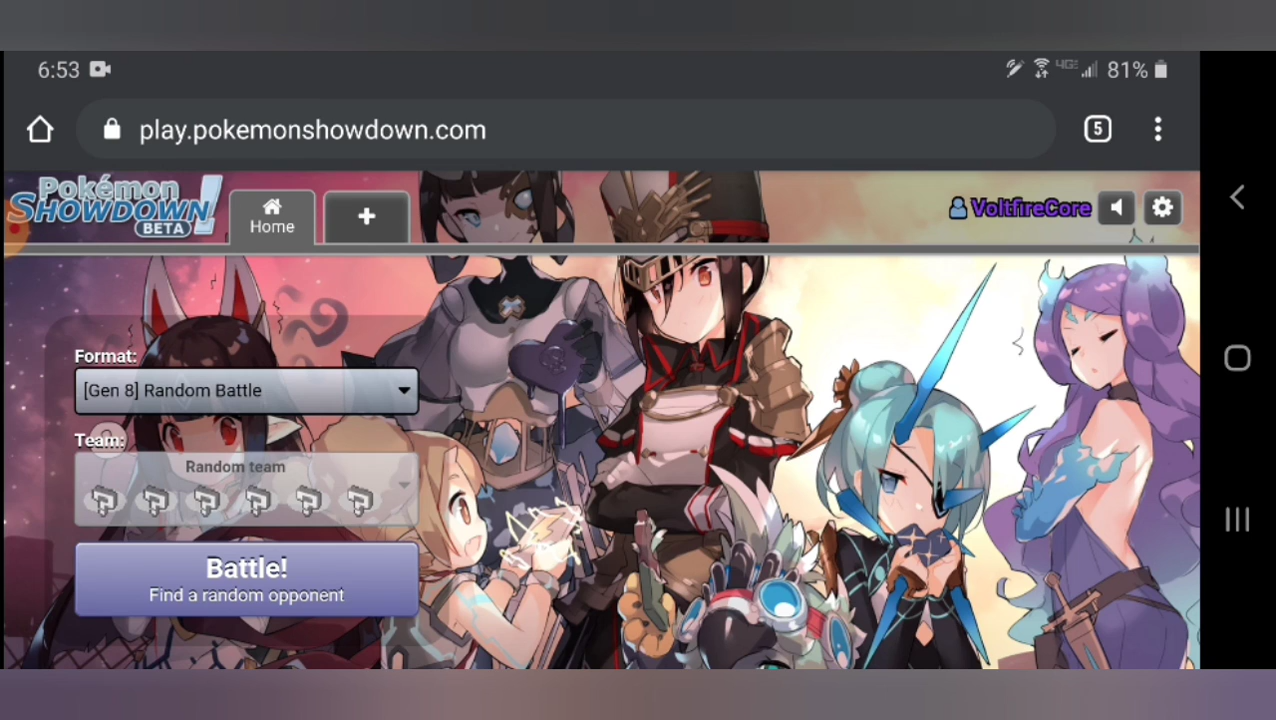 6:53
4GE 81%
play.pokemonshowdown.com
5
Pokémon
SHOWDOWN!
BETA
Home
+
VoltfireCore
Format:
[Gen 8] Random Battle
Team:
Random team
? ? ? ? ? ?
Battle!
Find a random opponent